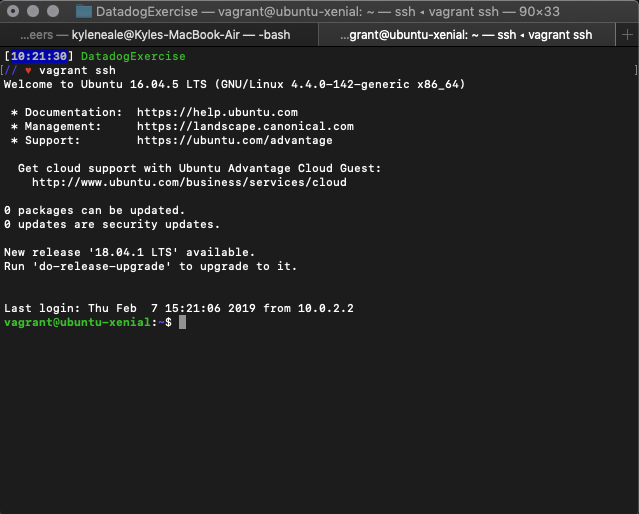 DatadogExercise — vagrant@ubuntu-xenial: ~ — ssh ◂ vagrant ssh — 90×33
...eers — kyleneale@Kyles-MacBook-Air — -bash
...grant@ubuntu-xenial: ~ — ssh ◂ vagrant ssh
[10:21:30] DatadogExercise
[// ♥ vagrant ssh ]
Welcome to Ubuntu 16.04.5 LTS (GNU/Linux 4.4.0-142-generic x86_64)
* Documentation:  https://help.ubuntu.com
* Management:     https://landscape.canonical.com
* Support:        https://ubuntu.com/advantage
Get cloud support with Ubuntu Advantage Cloud Guest:
http://www.ubuntu.com/business/services/cloud
0 packages can be updated.
0 updates are security updates.
New release '18.04.1 LTS' available.
Run 'do-release-upgrade' to upgrade to it.
Last login: Thu Feb  7 15:21:06 2019 from 10.0.2.2
vagrant@ubuntu-xenial:~$